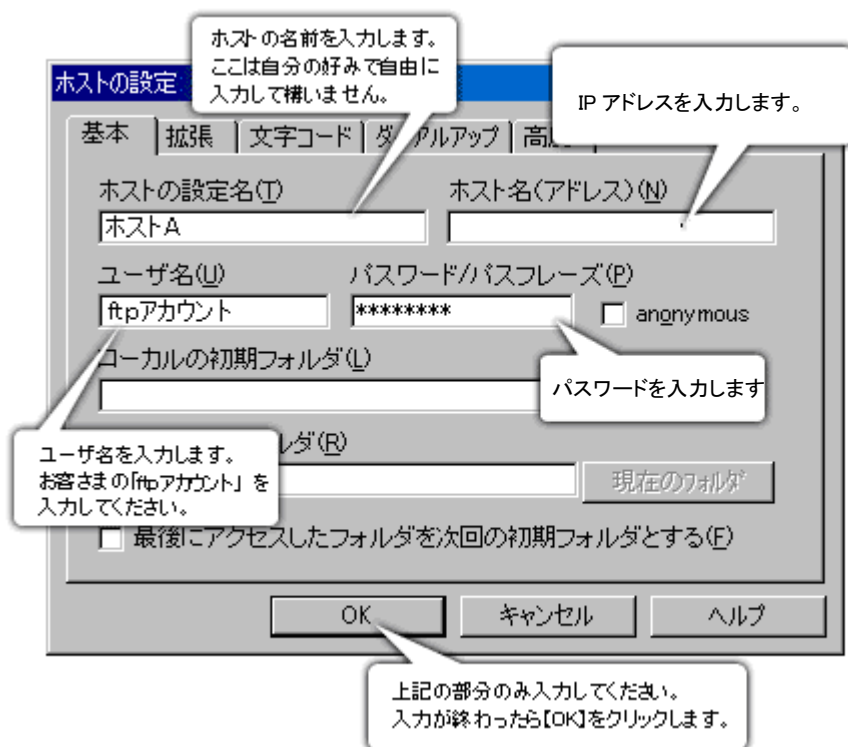 ホストの名前を入力します。
ここは自分の好みで自由に
入力して構いません。
ホストの設定
IP アドレスを入力します。
基本 拡張 文字コード ダ アルアップ 高
ホストの設定名(T) ホスト名(アドレス)(N)
ホストA
ユーザ名(U) パスワード/パスフレーズ(P)
ftpアカウント ******** anonymous
ーカルの初期フォルダ(L)
パスワードを入力します
ルダ(R)
ユーザ名を入力します。
お客さまの「ftpアカウント」を
入力してください。
現在のフォルダ
最後にアクセスしたフォルダを次回の初期フォルダとする(F)
OK キャンセル ヘルプ
上記の部分のみ入力してください。
入力が終わったら【OK】をクリックします。